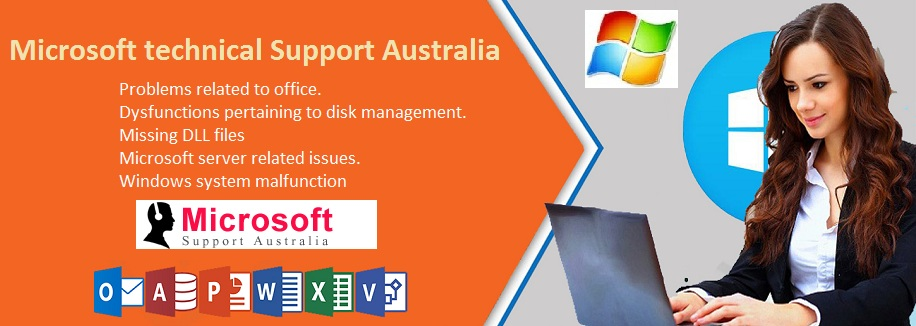 Microsoft technical Support Australia
Problems related to office.
Dysfunctions pertaining to disk management.
Missing DLL files
Microsoft server related issues.
Windows system malfunction
Microsoft
Support Australia
O A P W X V